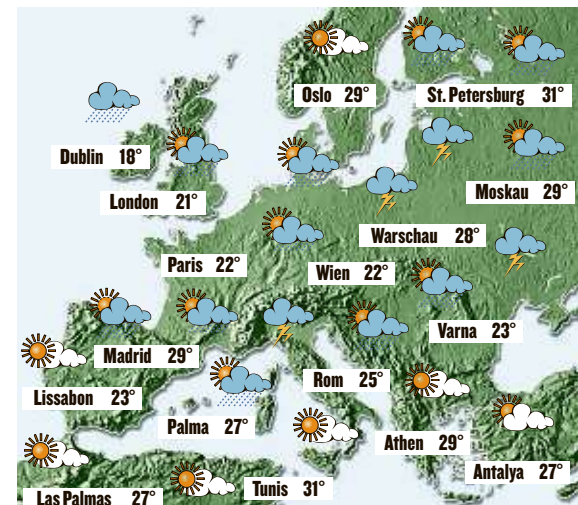 Oslo 29°
St. Petersburg 31°
Dublin 18°
London 21°
Moskau 29°
Warschau 28°
Paris 22°
Wien 22°
Varna 23°
Madrid 29°
Lissabon 23°
Rom 25°
Palma 27°
Athen 29°
Antalya 27°
Las Palmas 27°
Tunis 31°